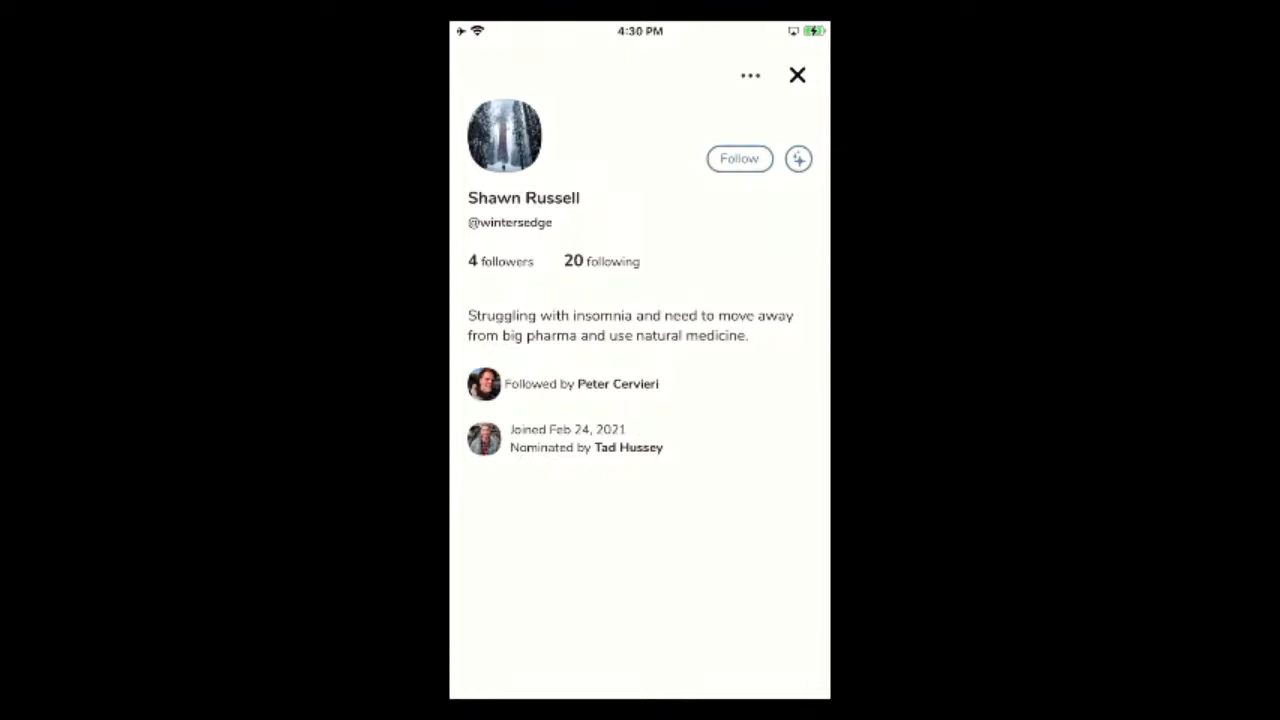 4:30 PM
Follow
Shawn Russell
@wintersedge
4 followers 20 following
Struggling with insomnia and need to move away
from big pharma and use natural medicine.
Followed by Peter Cervieri
Joined Feb 24, 2021
Nominated by Tad Hussey